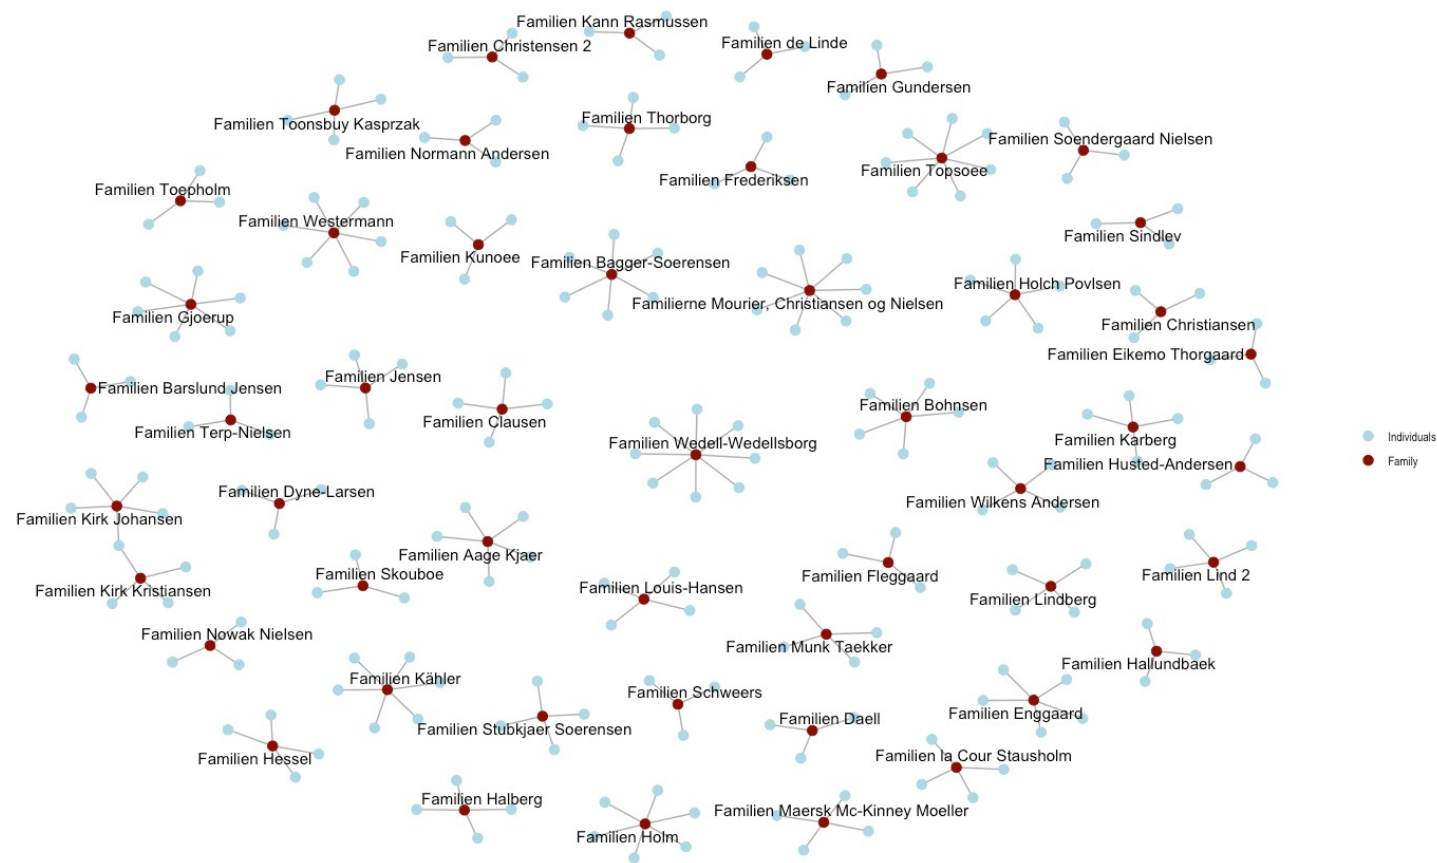 Familien Kann Rasmussen
Familien Christensen 2
Familien de Linde
Familien Gundersen
Familien Toonsbuy Kasprzak
Familien Thorborg
Familien Normann Andersen
Familien Soendergaard Nielsen
Familien Topsoee
Familien Frederiksen
Familien Toepholm
Familien Westermann
Familien Sindlev
Familien Kunoee
Familien Bagger-Soerensen
Familien Holch Povlsen
Familierne Mourier, Christiansen og Nielsen
Familien Gjoerup
Familien Christiansen
Familien Eikemo Thorgaard
Familien Jensen
Familien Barslund Jensen
Familien Bohnsen
Familien Clausen
Familien Terp-Nielsen
Individuals
Familien Karberg
Familien Wedell-Wedellsborg
Family
Familien Husted-Andersen
Familien Dyne-Larsen
Familien Wilkens Andersen
Familien Kirk Johansen
Familien Aage Kjaer
Familien Skouboe
Familien Fleggaard
Familien Lind 2
Familien Louis-Hansen
Familien Kirk Kristiansen
Familien Lindberg
Familien Nowak Nielsen
Familien Munk Taekker
Familien Hallundbaek
Familien Kähler
Familien Schweers
Familien Enggaard
Familien Daell
Familien Stubkjaer Soerensen
Familien la Cour Stausholm
Familien Hessel
Familien Halberg
Familien Maersk Mc-Kinney Moeller
Familien Holm